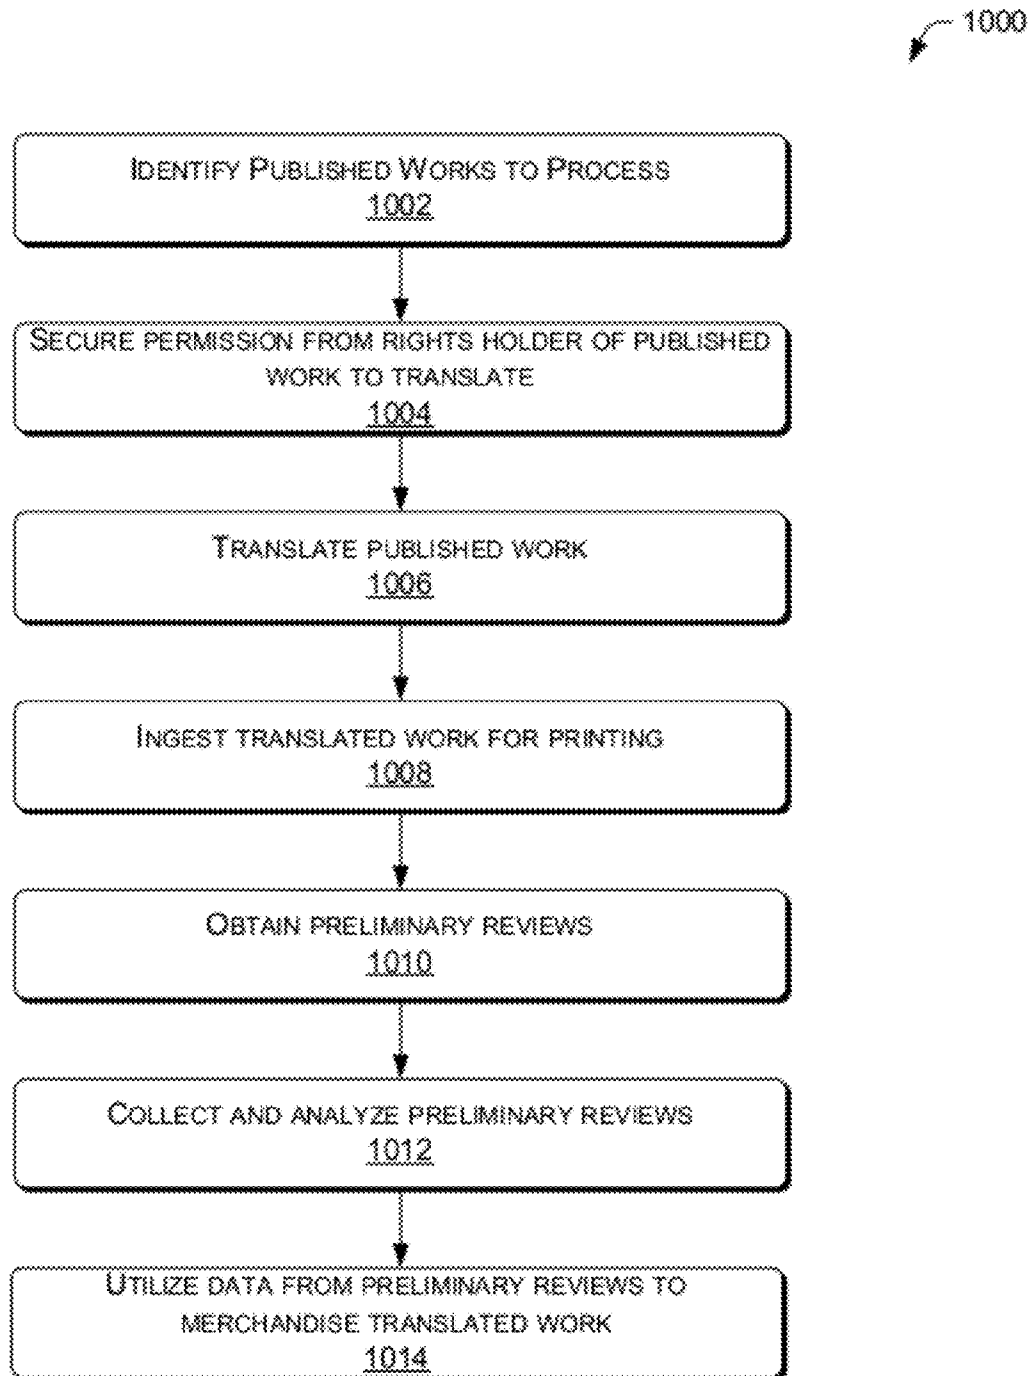 1000
IDENTIFY PUBLISHED WORKS TO PROCESS
1002
SECURE PERMISSION FROM RIGHTS HOLDER OF PUBLISHED
WORK TO TRANSLATE
1004
TRANSLATE PUBLISHED WORK
1006
INGEST TRANSLATED WORK FOR PRINTING
1008
OBTAIN PRELIMINARY REVIEWS
1010
COLLECT AND ANALYZE PRELIMINARY REVIEWS
1012
UTILIZE DATA FROM PRELIMINARY REVIEWS TO
MERCHANDISE TRANSLATED WORK
1014